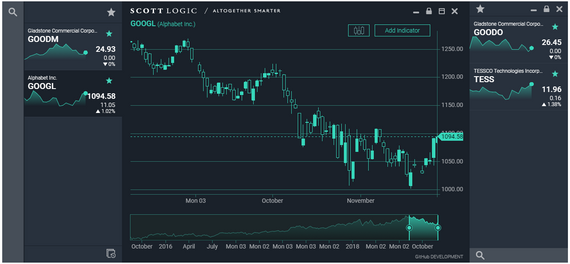 Gladstone Commercial Corpo...
GOODM
24.93
0.00
▼0%
Alphabet Inc.
GOOGL
1094.58
11.05
▲1.02%
SCOTT LOGIC / ALTOGETHER SMARTER
GOOGL (Alphabet Inc.)
Add Indicator
1250.00
1200.00
1150.00
1100.00
1094.58
1050.00
1000.00
Mon 03 October November
October 2016 April July Mon 03 Mon 02 Mon 03 Mon 02 2018 Mon 02 Mon 02 October
GitHub DEVELOPMENT
Gladstone Commercial Corpo...
GOODO
26.45
0.00
▼0%
TESSCO Technologies Incorp...
TESS
11.96
0.16
▲1.38%